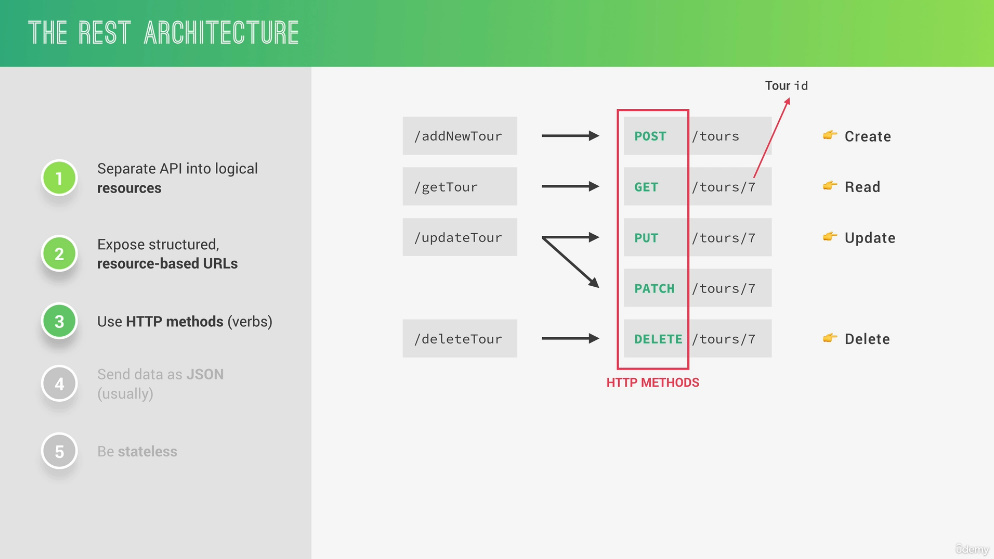 THE REST ARCHITECTURE
1
Separate API into logical
resources
2
Expose structured,
resource-based URLs
3
Use HTTP methods (verbs)
4
Send data as JSON
(usually)
5
Be stateless
Tour id
/addNewTour POST /tours Create
/getTour GET /tours/7 Read
/updateTour PUT /tours/7 Update
PATCH /tours/7
/deleteTour DELETE /tours/7 Delete
HTTP METHODS
ûdemy